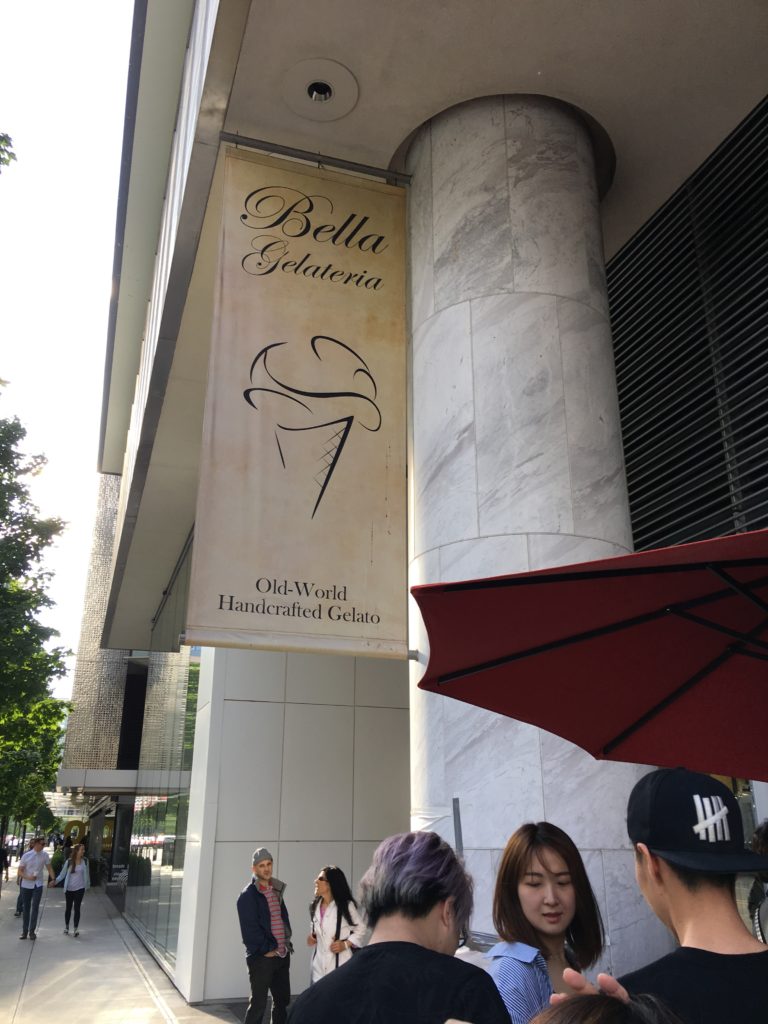 Bella
Gelateria
Old-World
Handcrafted Gelato